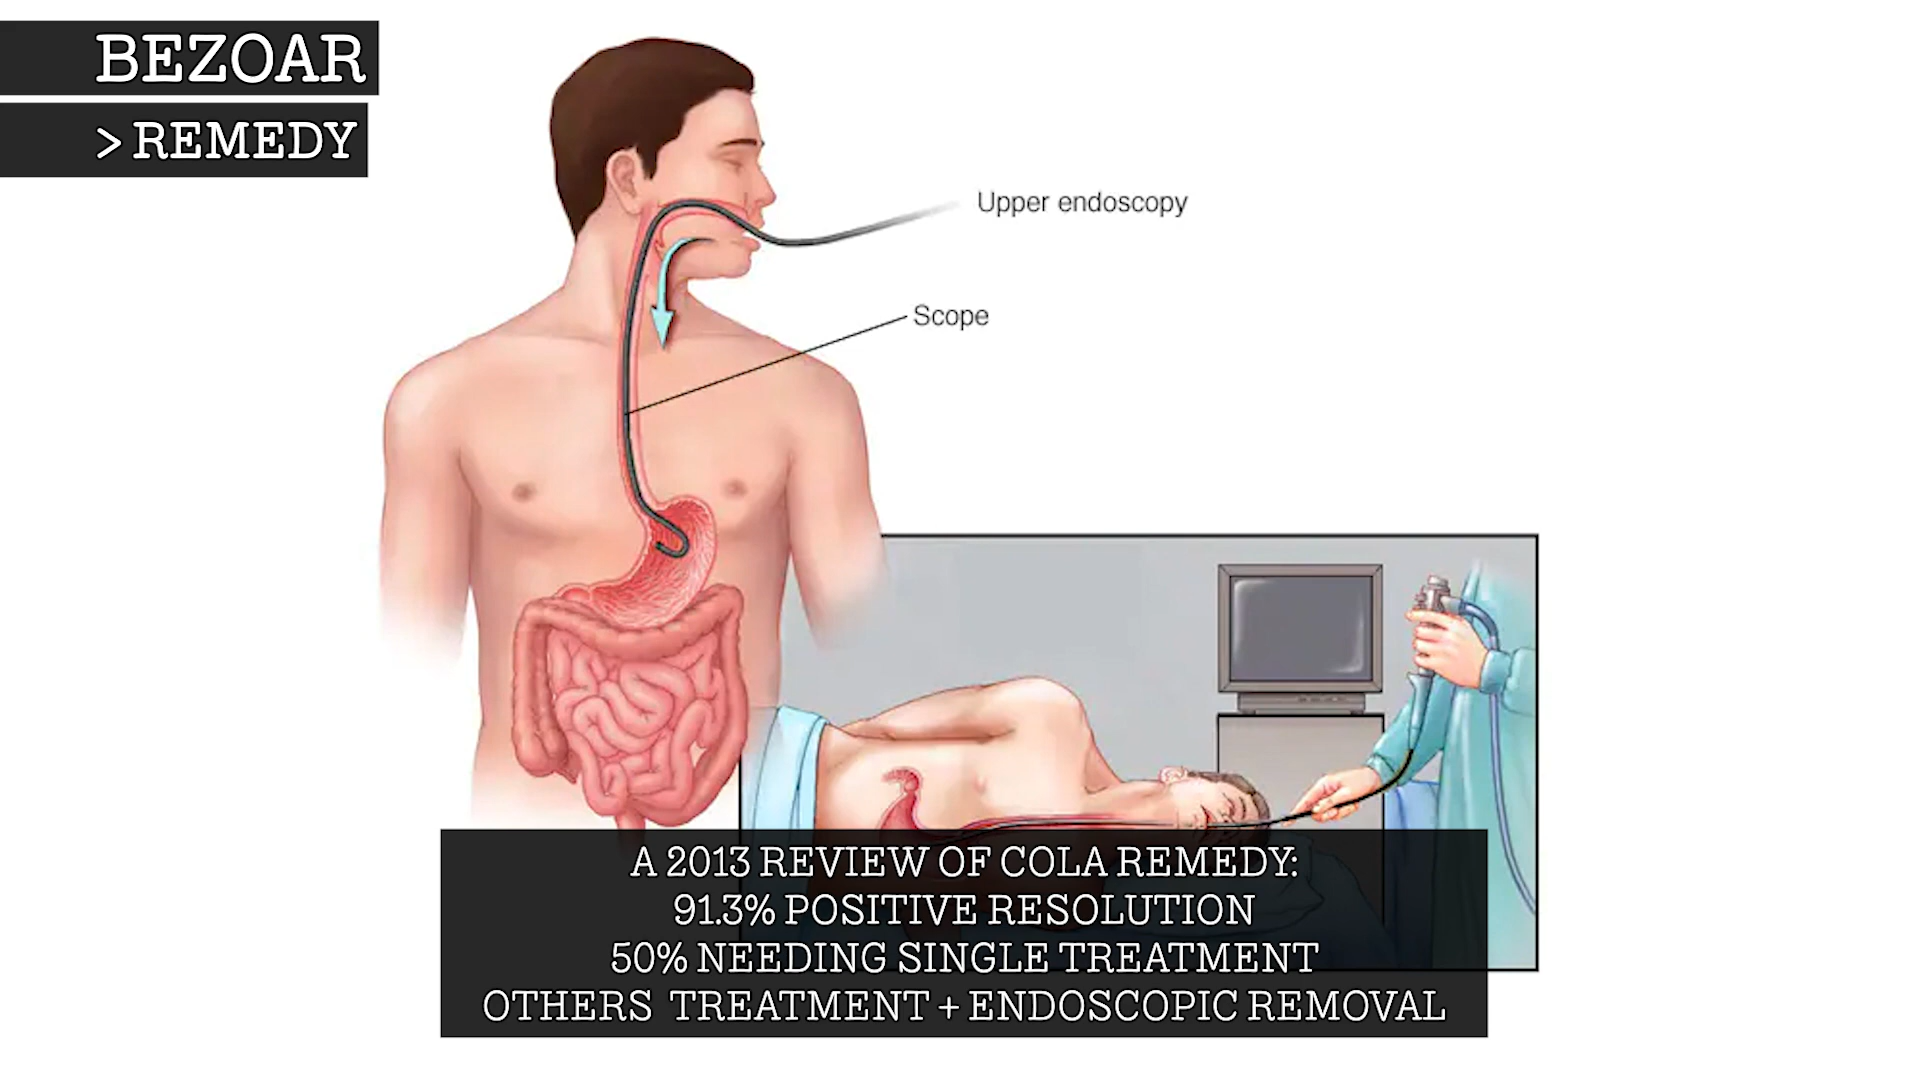 BEZOAR
> REMEDY
Upper endoscopy
Scope
A 2013 REVIEW OF COLA REMEDY:
91.3% POSITIVE RESOLUTION
50% NEEDING SINGLE TREATMENT
OTHERS TREATMENT + ENDOSCOPIC REMOVAL